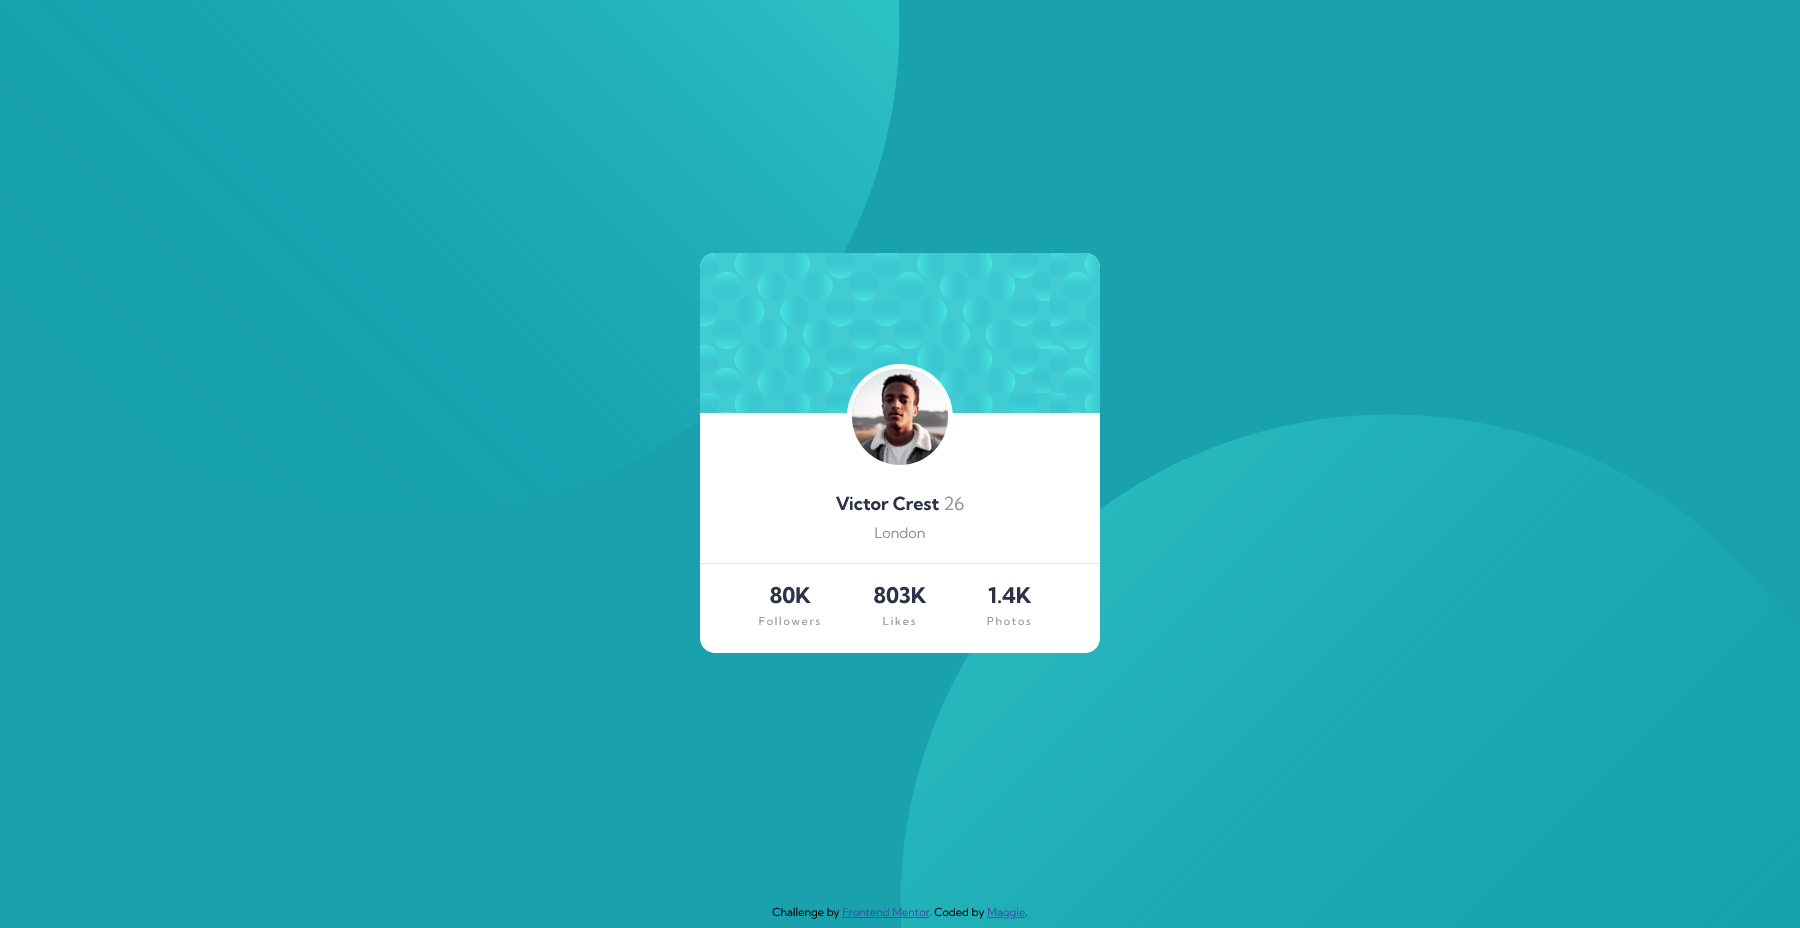 Victor Crest 26
London
80K 803K 1.4K
Followers Likes Photos
Challenge by Frontend Mentor. Coded by Maggie.